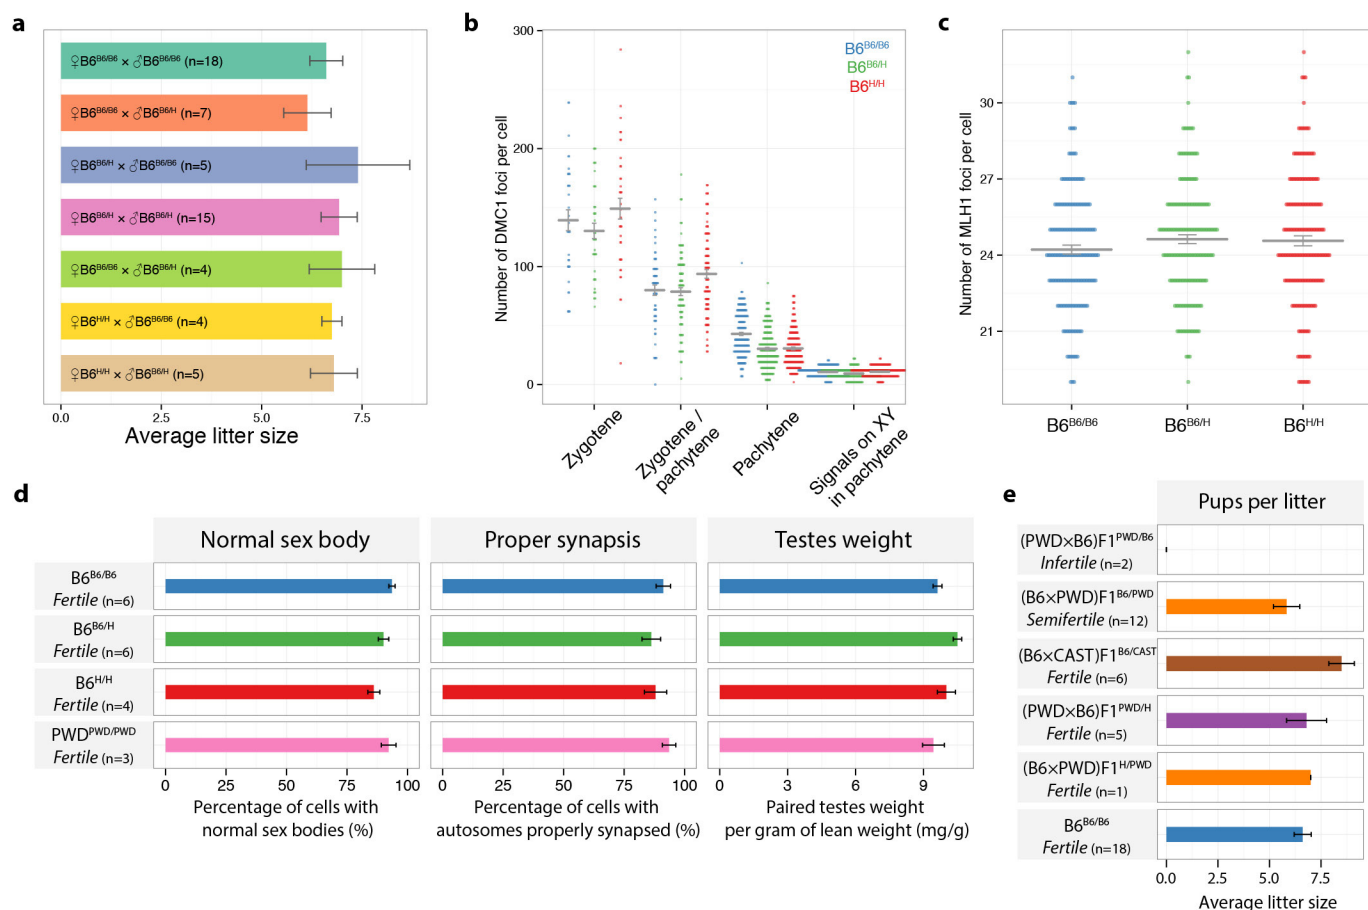 a
♀B6B6/B6 × ♂B6B6/B6 (n=18)
♀B6B6/B6 × ♂B6B6/H (n=7)
♀B6B6/H × ♂B6B6/B6 (n=5)
♀B6B6/H × ♂B6B6/H (n=15)
♀B6B6/B6 × ♂B6B6/H (n=4)
♀B6H/H × ♂B6B6/B6 (n=4)
♀B6H/H × ♂B6B6/H (n=5)
0.0 2.5 5.0 7.5
Average litter size
b
Number of DMC1 foci per cell
300
200
100
0
B6B6/B6
B6B6/H
B6H/H
Zygotene
Zygotene /
pachytene
Pachytene
Signals on XY
in pachytene
c
Number of MLH1 foci per cell
30
27
24
21
B6B6/B6 B6B6/H B6H/H
d
Normal sex body Proper synapsis Testes weight
B6B6/B6
Fertile (n=6)
B6B6/H
Fertile (n=6)
B6H/H
Fertile (n=4)
PWDPWD/PWD
Fertile (n=3)
0 25 50 75 100 0 25 50 75 100 0 3 6 9
Percentage of cells with
normal sex bodies (%)
Percentage of cells with
autosomes properly synapsed (%)
Paired testes weight
per gram of lean weight (mg/g)
e
Pups per litter
(PWD×B6)F1PWD/B6
Infertile (n=2)
(B6×PWD)F1B6/PWD
Semifertile (n=12)
(B6×CAST)F1B6/CAST
Fertile (n=6)
(PWD×B6)F1PWD/H
Fertile (n=5)
(B6×PWD)F1H/PWD
Fertile (n=1)
B6B6/B6
Fertile (n=18)
0.0 2.5 5.0 7.5
Average litter size